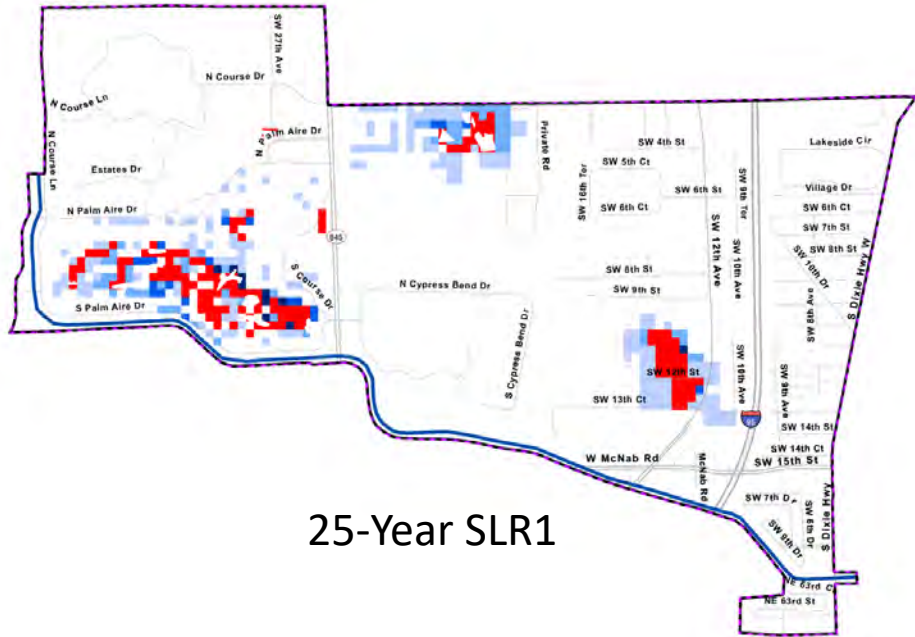 SW 27th Ave
N Course Dr
N Course Ln
N Palm Aire Dr
N Course Ln
Estates Dr
N Palm Aire Dr
S Palm Aire Dr
S Course Dr
845
Private Rd
N Cypress Bend Dr
S Cypress Bend Dr
SW 16th Ter
SW 4th St
SW 5th Ct
SW 6th St
SW 6th Ct
SW 8th St
SW 9th St
SW 12th Ave
SW 9th Ter
SW 10th Ave
SW 10th Ave
Lakeside Cir
Village Dr
SW 6th Ct
SW 7th St
SW 8th St
SW 10th Dr
SW 8th Ave
S Dixie Hwy W
SW 12th St
SW 13th Ct
SW 9th Ave
95
SW 14th St
SW 14th Ct
SW 15th St
W McNab Rd
McNab Rd
SW 7th Dr
SW 6th Dr
SW 9th Dr
S Dixie Hwy
NE 63rd C
NE 63rd St
25-Year SLR1